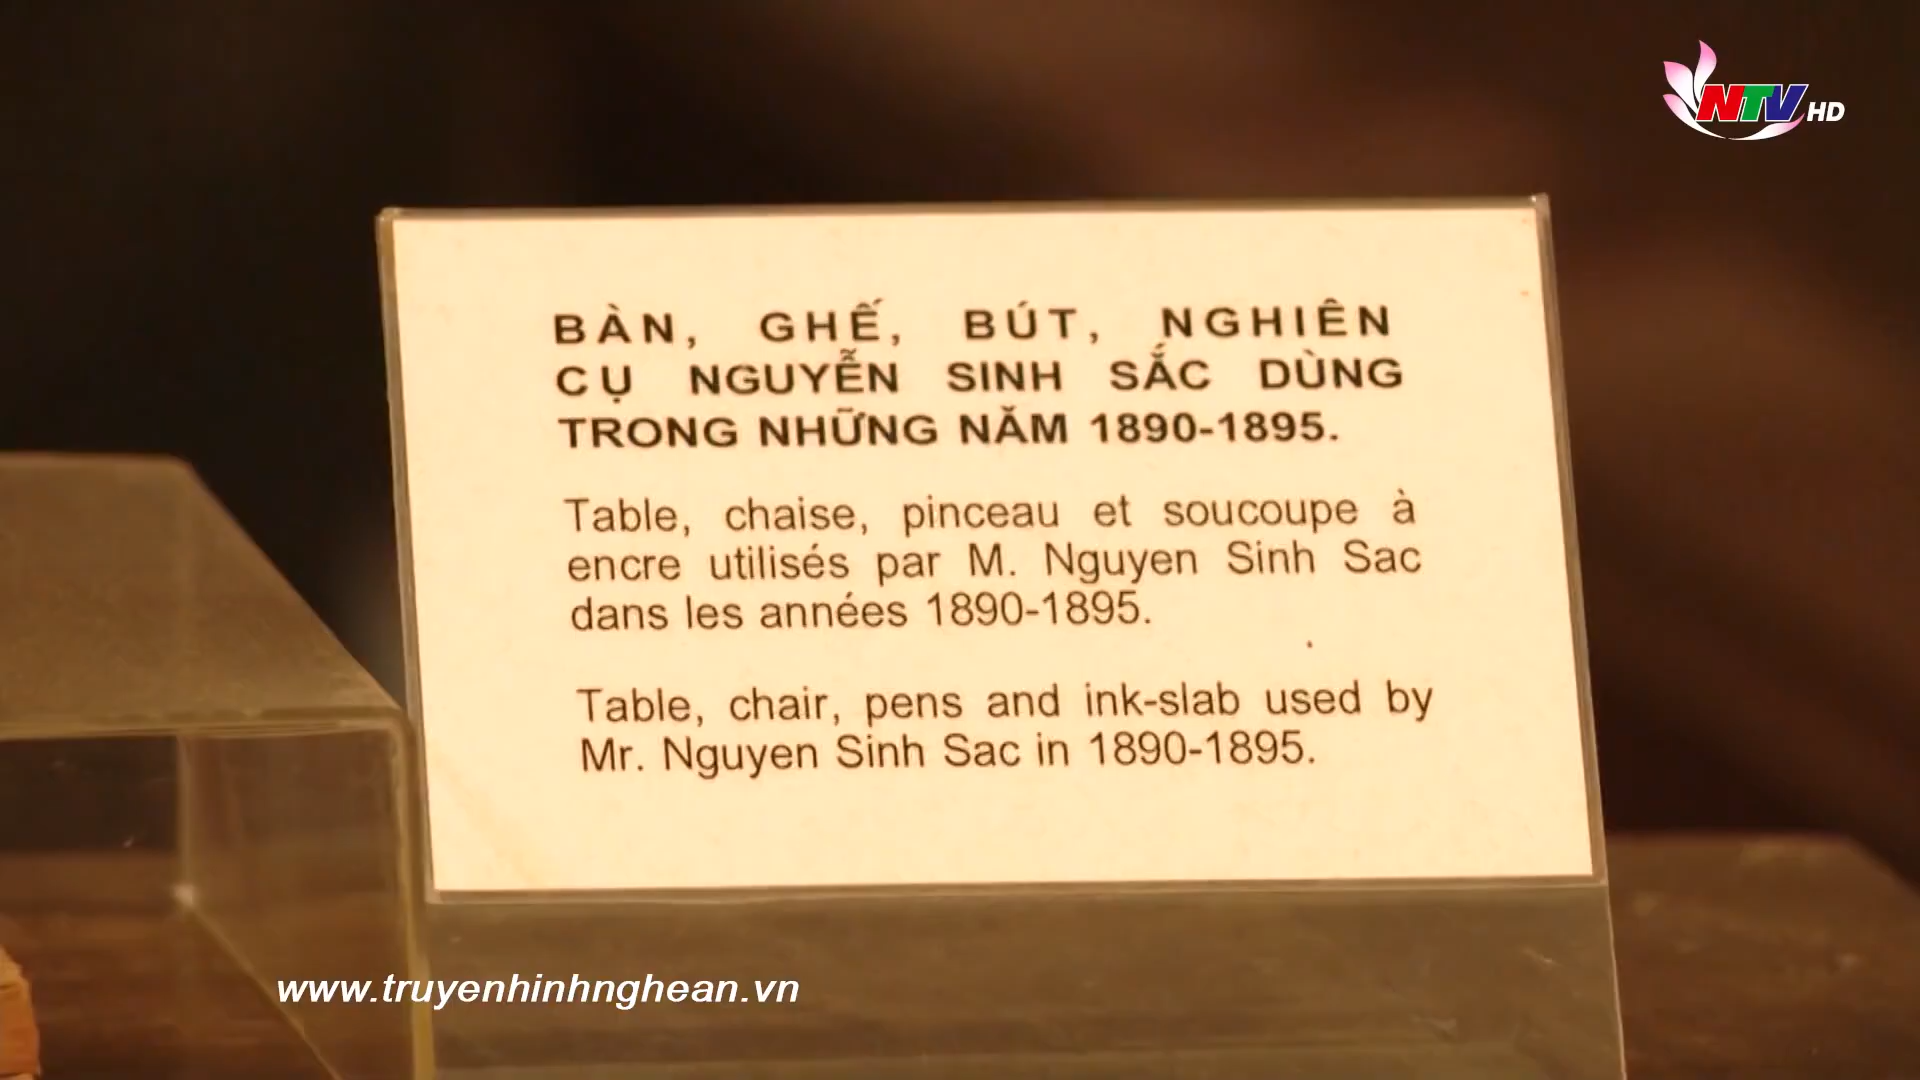 NTV HD
BÀN, GHẾ, BÚT, NGHIÊN
CỤ NGUYỄN SINH SẮC DÙNG
TRONG NHỮNG NĂM 1890-1895.
Table, chaise, pinceau et soucoupe à
encre utilisés par M. Nguyen Sinh Sac
dans les années 1890-1895.
Table, chair, pens and ink-slab used by
Mr. Nguyen Sinh Sac in 1890-1895.
www.truyenhinhnghean.vn